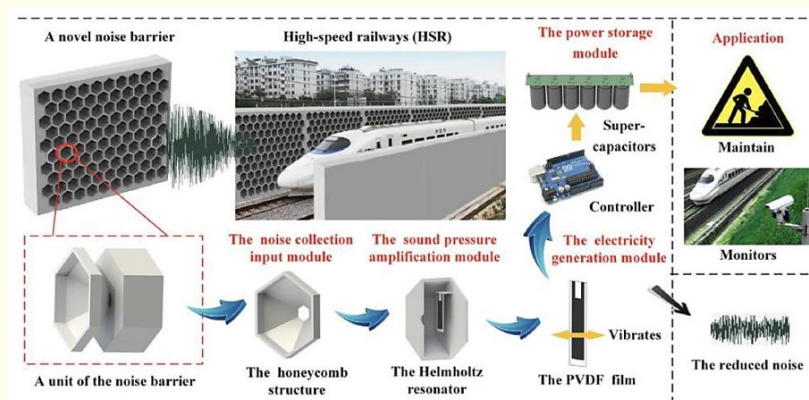 A novel noise barrier
High-speed railways (HSR)
The power storage
module
Application
Super-
capacitors
Maintain
Controller
The noise collection
input module
The sound pressure
amplification module
The electricity
generation module
Monitors
Vibrates
A unit of the noise barrier
The honeycomb
structure
The Helmholtz
resonator
The PVDF film
The reduced noise